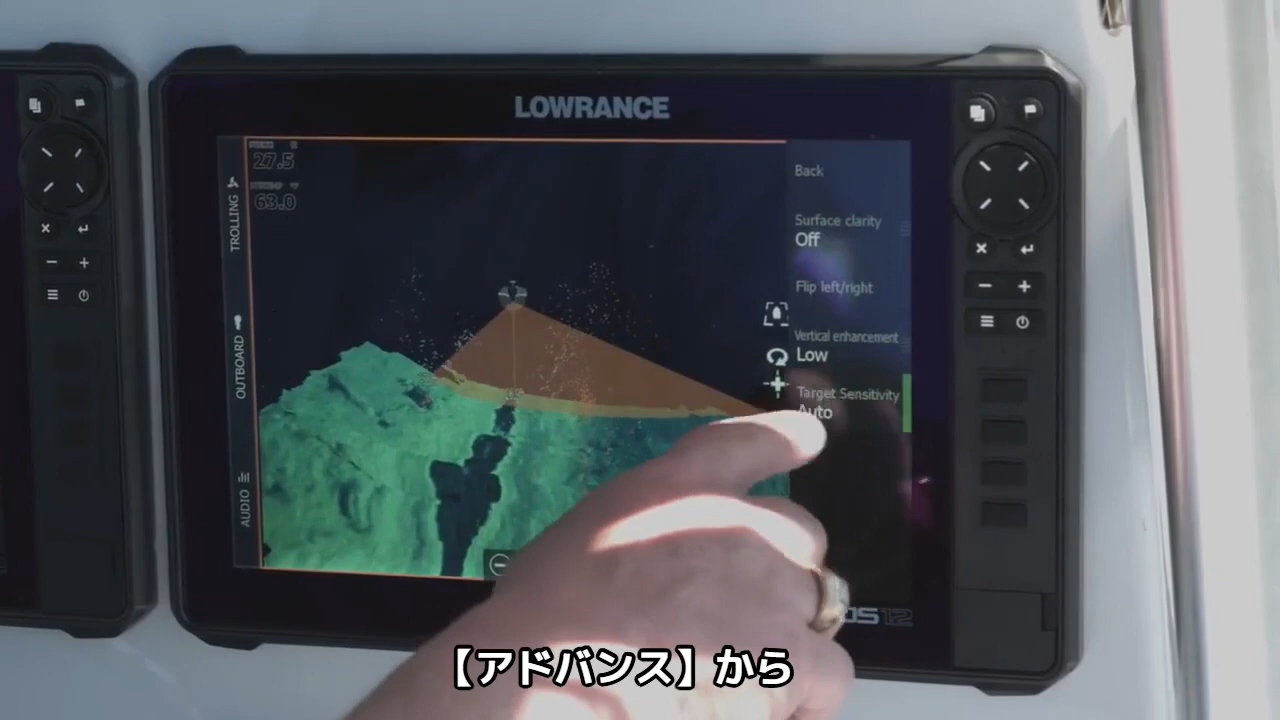 LOWRANCE
27.5
63.0
TROLLING
OUTBOARD
AUDIO
Back
Surface clarity
Off
Flip left/right
Vertical enhancement
Low
Target Sensitivity
Auto
【アドバンス】から